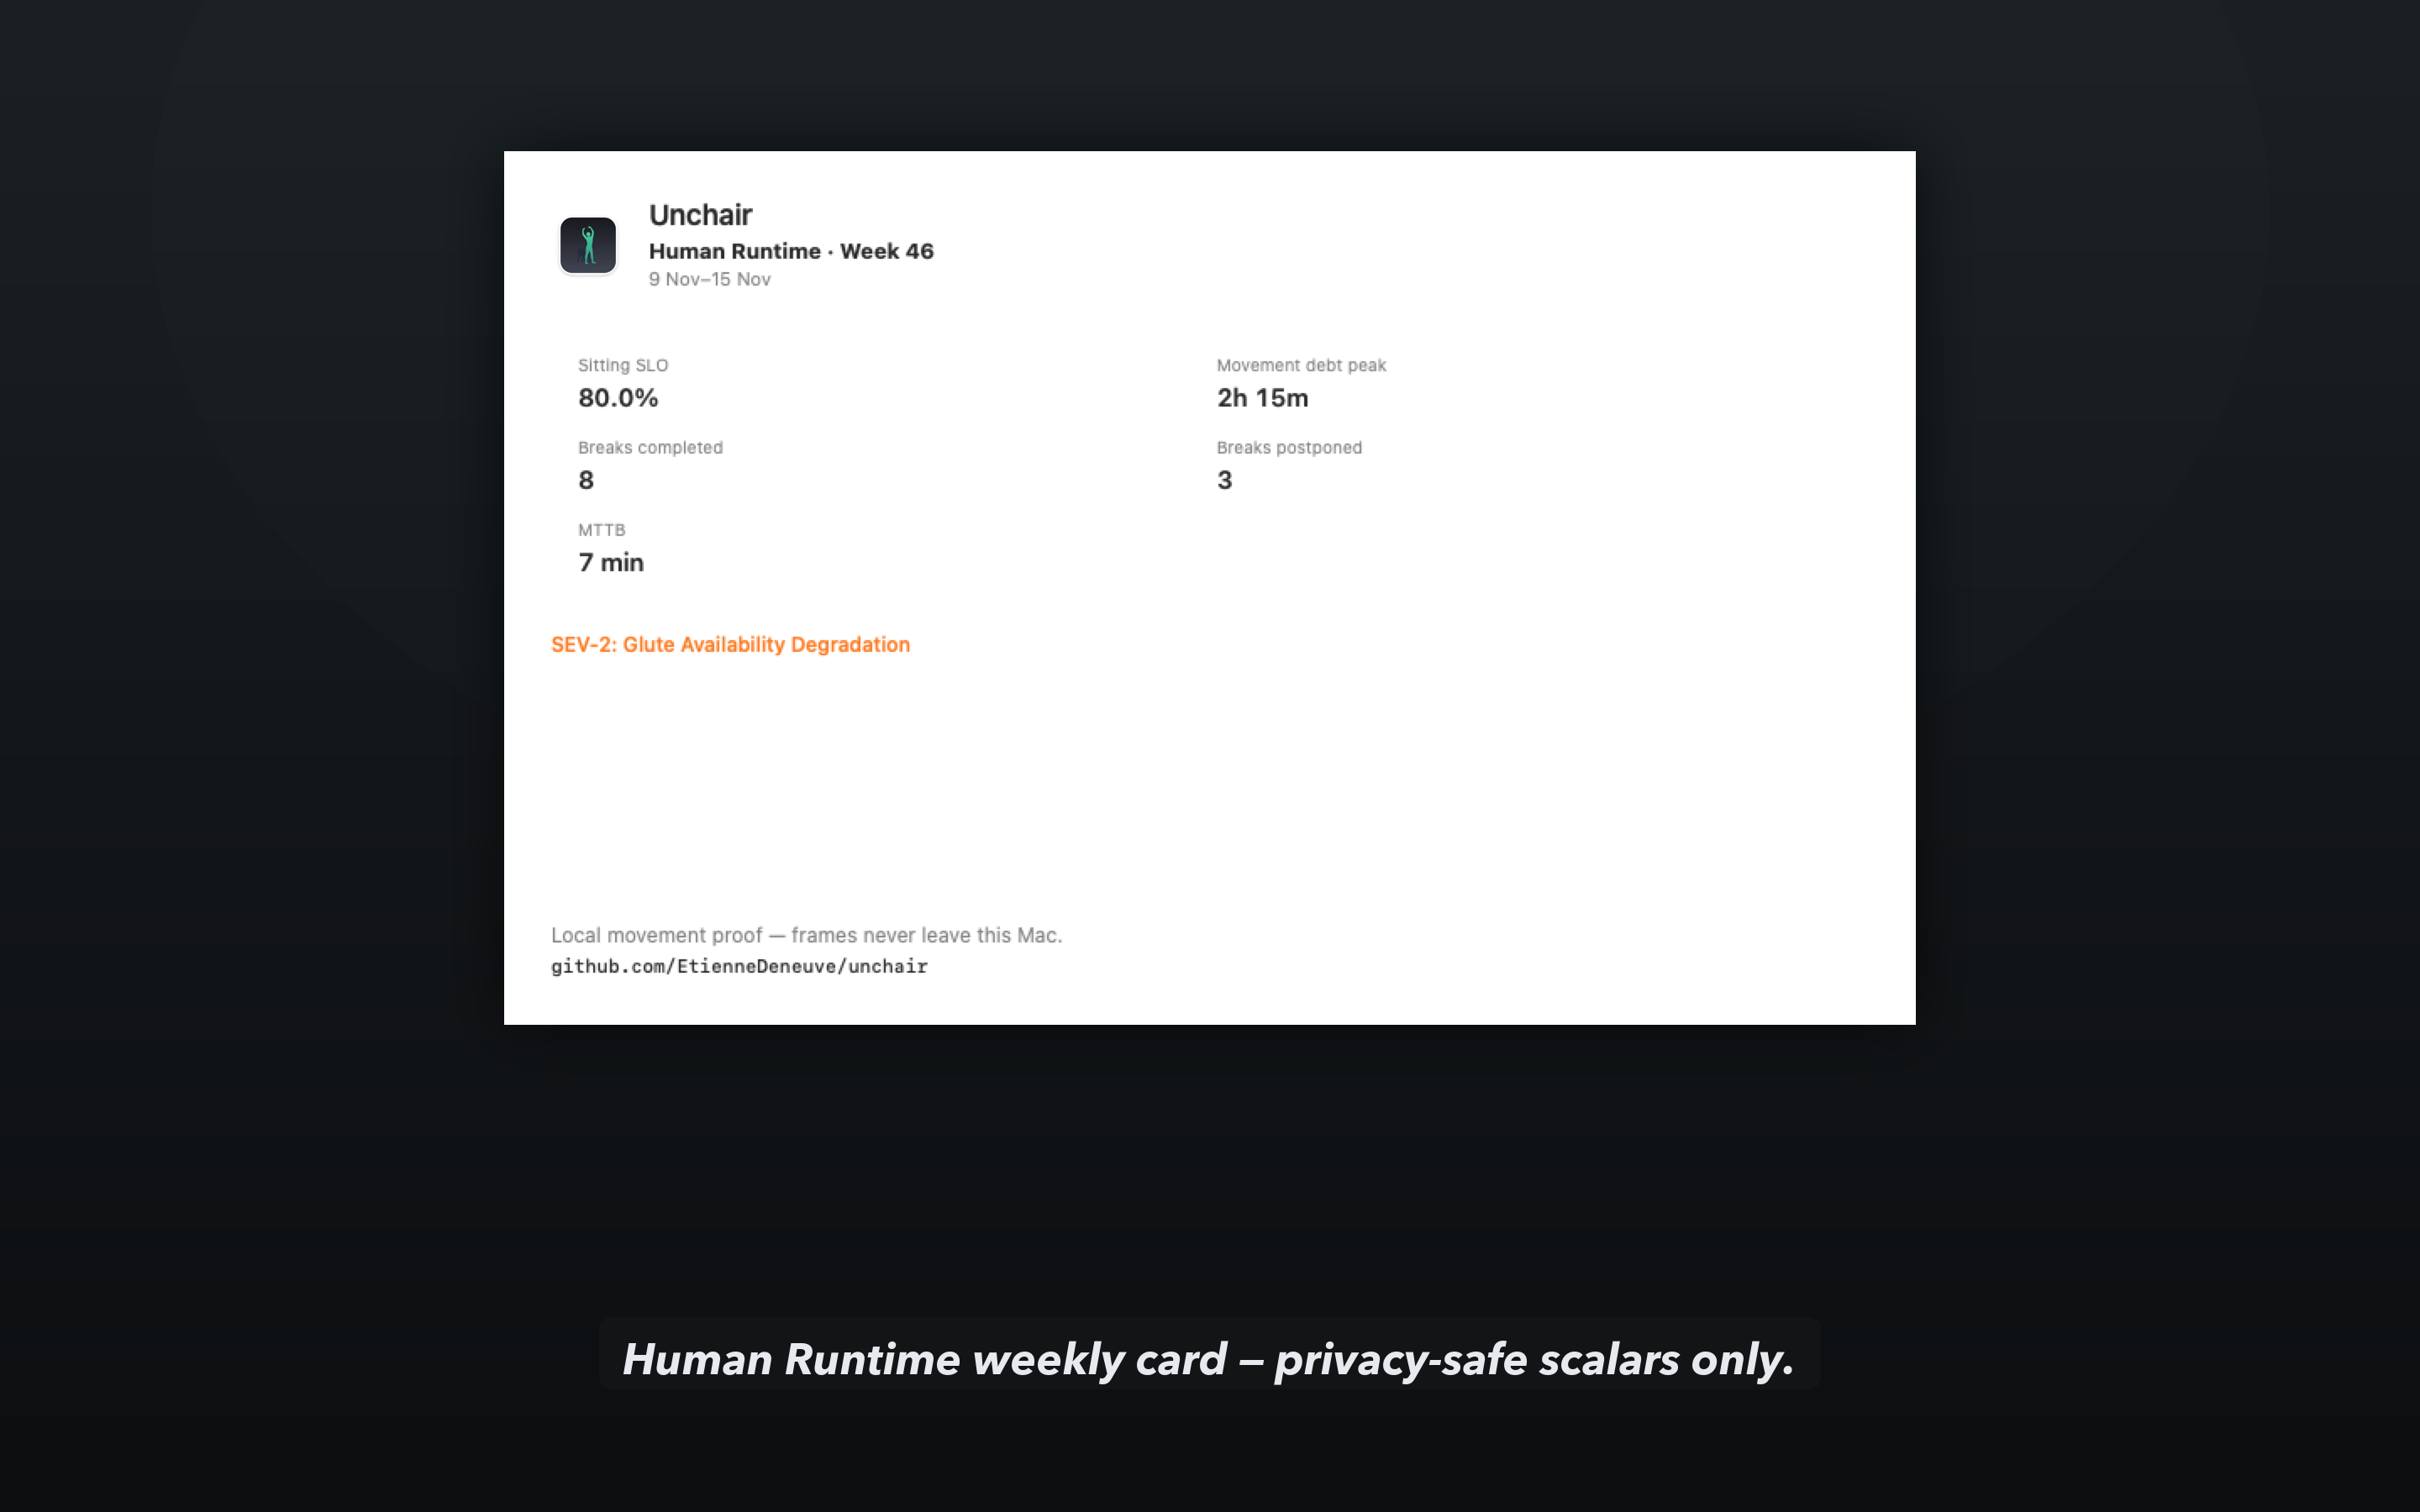 Unchair
Human Runtime · Week 46
9 Nov–15 Nov
Sitting SLO
80.0%
Movement debt peak
2h 15m
Breaks completed
8
Breaks postponed
3
MTTB
7 min
SEV-2: Glute Availability Degradation
Local movement proof — frames never leave this Mac.
github.com/EtienneDeneuve/unchair
Human Runtime weekly card – privacy-safe scalars only.